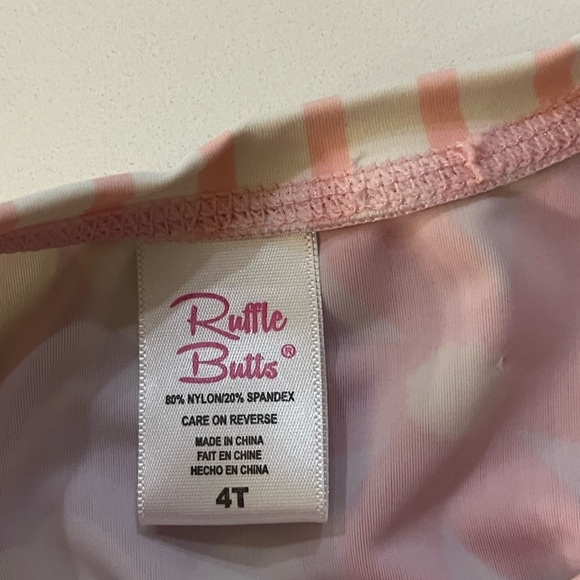 Ruffle
Butts®
80% NYLON/20% SPANDEX
CARE ON REVERSE
MADE IN CHINA
FAIT EN CHINE
HECHO EN CHINA
4T